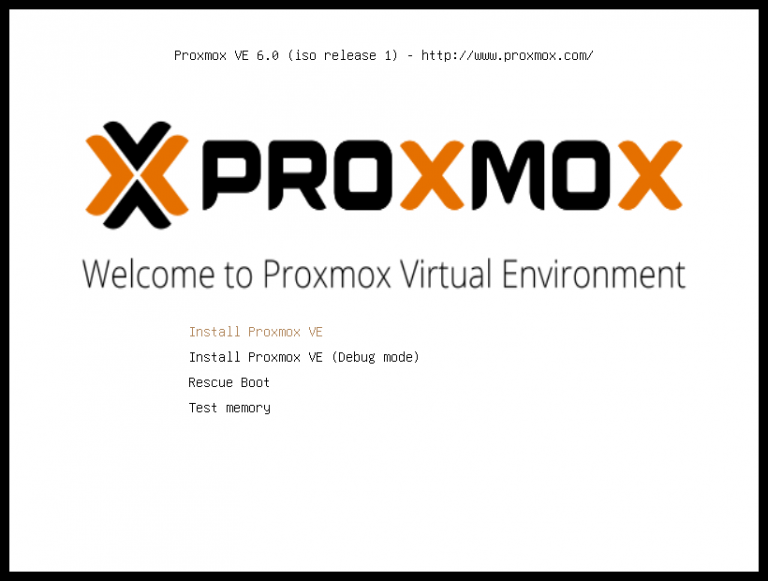 Proxmox VE 6.0 (iso release 1) - http://www.proxmox.com/
PROXMOX
Welcome to Proxmox Virtual Environment
Install Proxmox VE
Install Proxmox VE (Debug mode)
Rescue Boot
Test memory